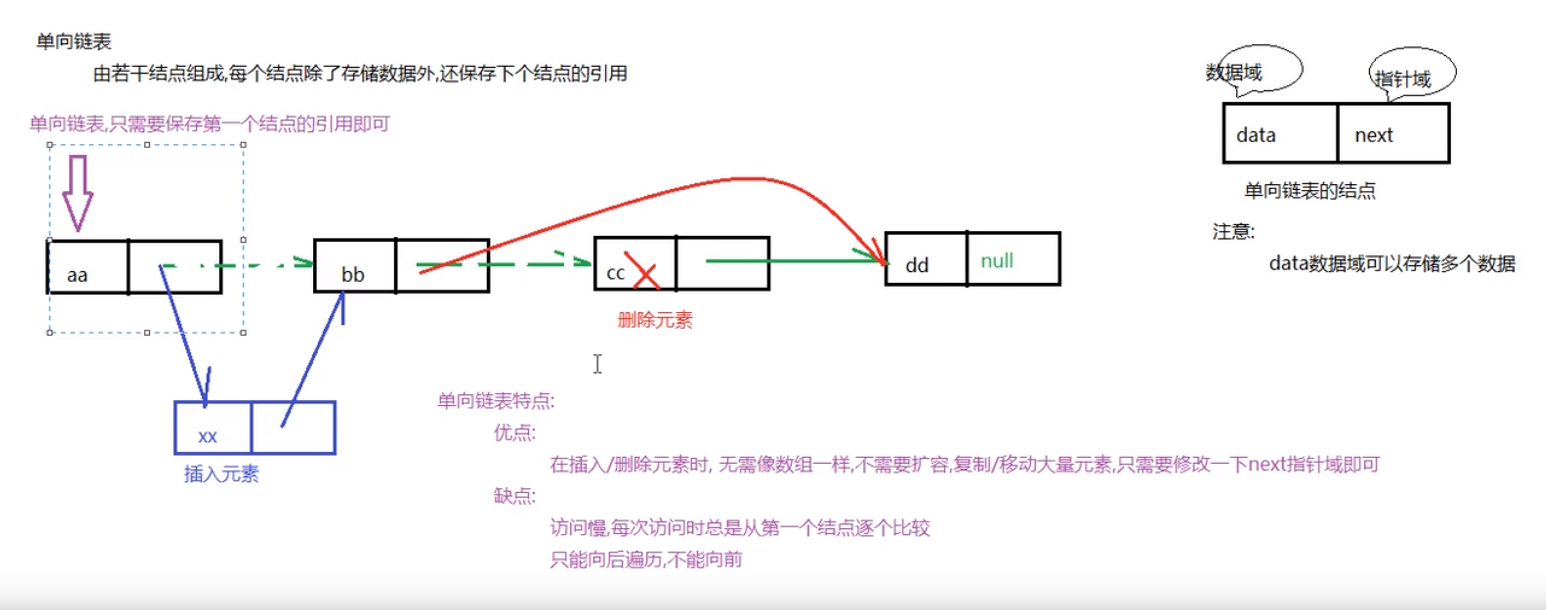 单向链表
由若干结点组成,每个结点除了存储数据外,还保存下个结点的引用
单向链表,只需要保存第一个结点的引用即可
数据域
指针域
data
next
单向链表的结点
注意:
data数据域可以存储多个数据
aa
bb
cc
dd
null
删除元素
xx
插入元素
单向链表特点:
优点:
在插入/删除元素时, 无需像数组一样,不需要扩容,复制/移动大量元素,只需要修改一下next指针域即可
缺点:
访问慢,每次访问时总是从第一个结点逐个比较
只能向后遍历,不能向前